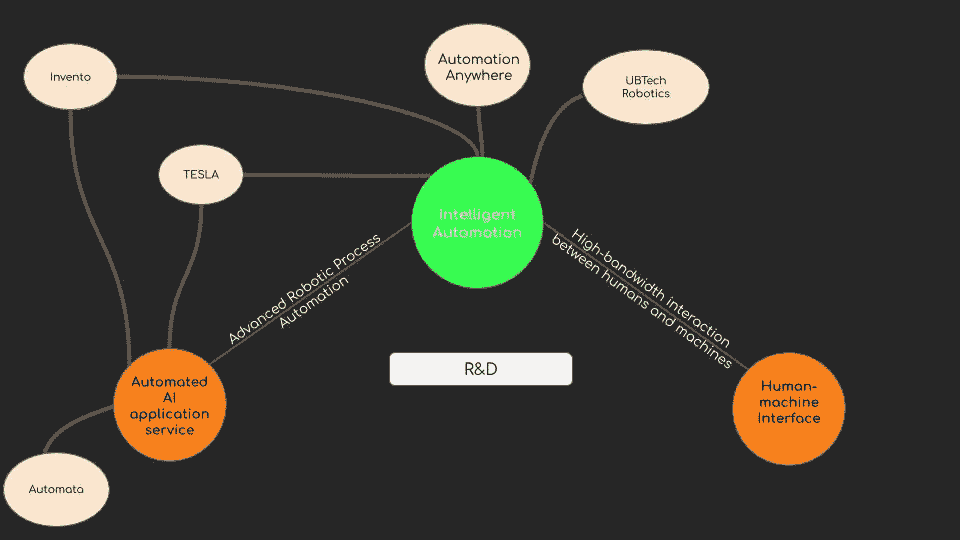 Invento
Automation
Anywhere
UBTech
Robotics
TESLA
Intelligent
Automation
Advanced Robotic Process
Automation
High-bandwidth interaction
between humans and machines
R&D
Automated
AI
application
service
Human-
machine
Interface
Automata